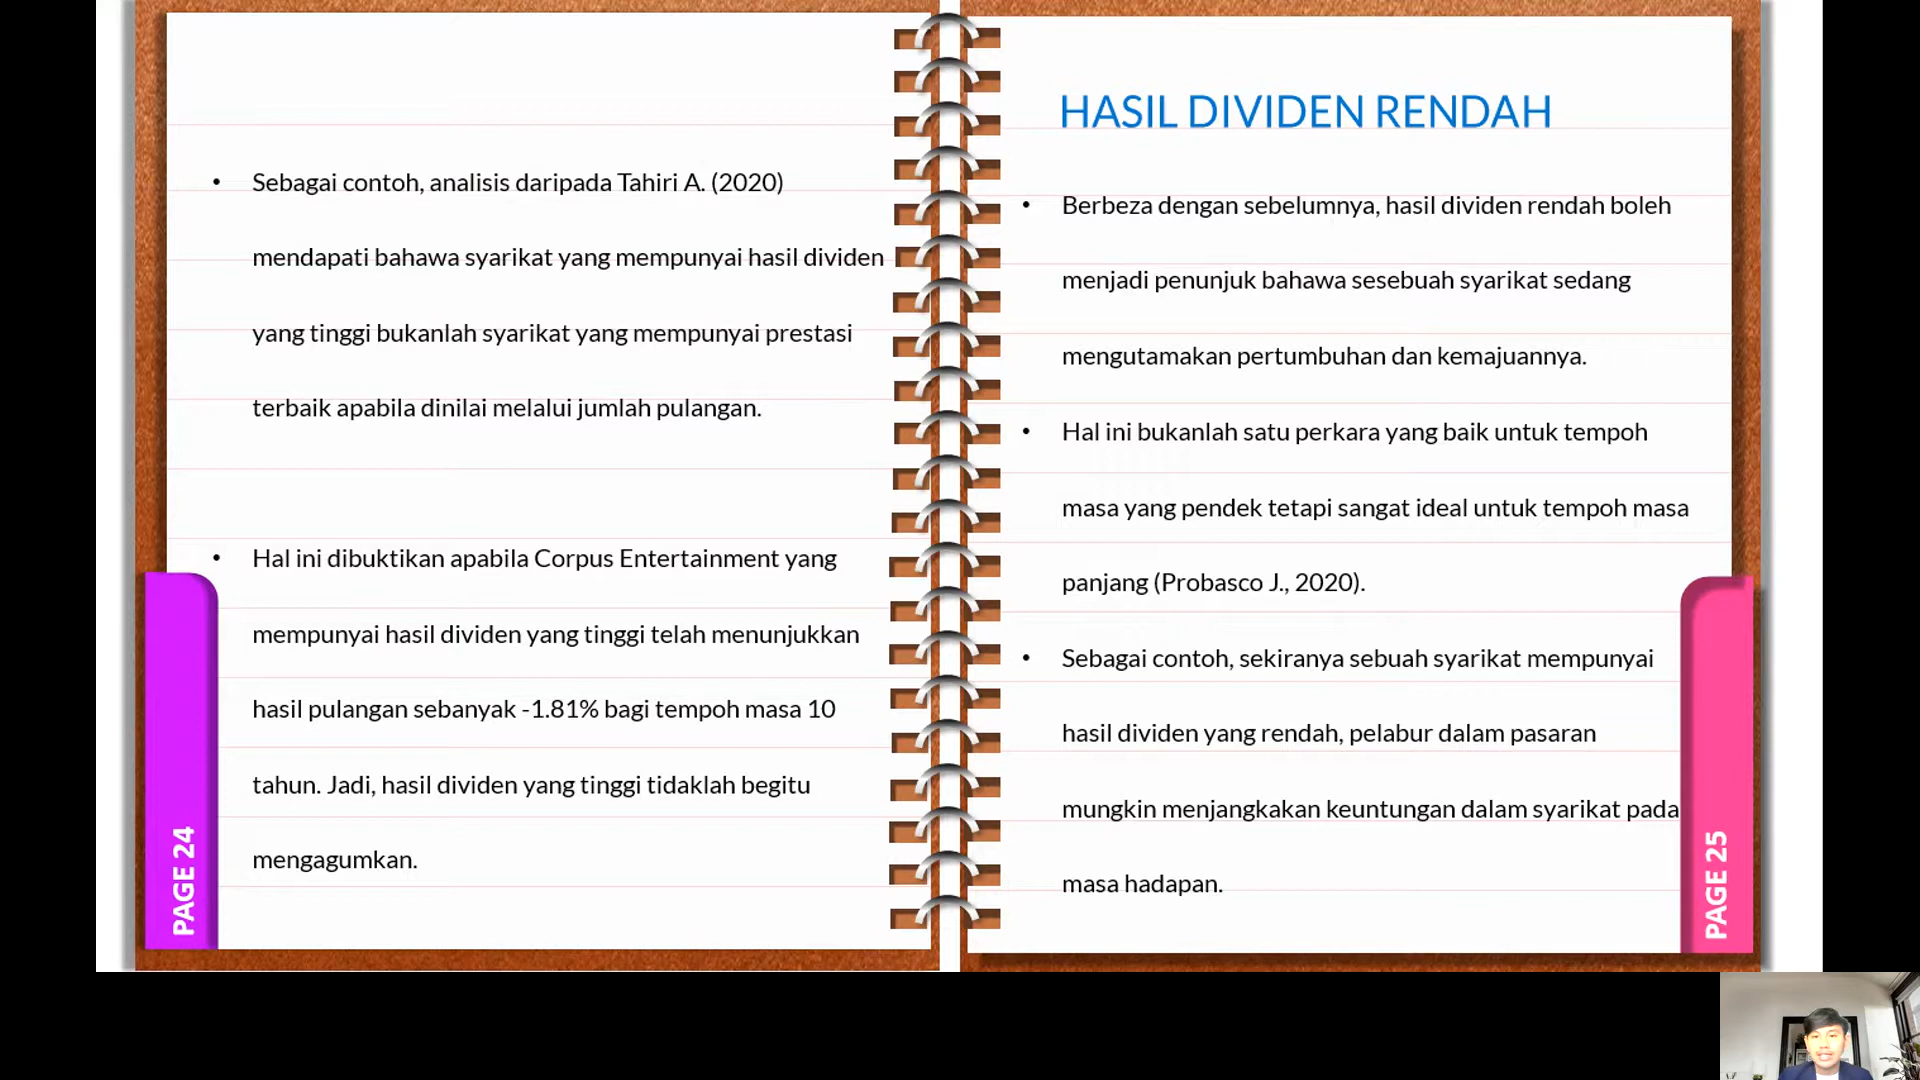 • Sebagai contoh, analisis daripada Tahiri A. (2020)
mendapati bahawa syarikat yang mempunyai hasil dividen
yang tinggi bukanlah syarikat yang mempunyai prestasi
terbaik apabila dinilai melalui jumlah pulangan.
• Hal ini dibuktikan apabila Corpus Entertainment yang
mempunyai hasil dividen yang tinggi telah menunjukkan
hasil pulangan sebanyak -1.81% bagi tempoh masa 10
tahun. Jadi, hasil dividen yang tinggi tidaklah begitu
mengagumkan.
PAGE 24
HASIL DIVIDEN RENDAH
• Berbeza dengan sebelumnya, hasil dividen rendah boleh
menjadi penunjuk bahawa sesebuah syarikat sedang
mengutamakan pertumbuhan dan kemajuannya.
• Hal ini bukanlah satu perkara yang baik untuk tempoh
masa yang pendek tetapi sangat ideal untuk tempoh masa
panjang (Probasco J., 2020).
• Sebagai contoh, sekiranya sebuah syarikat mempunyai
hasil dividen yang rendah, pelabur dalam pasaran
mungkin menjangkakan keuntungan dalam syarikat pada
masa hadapan.
PAGE 25